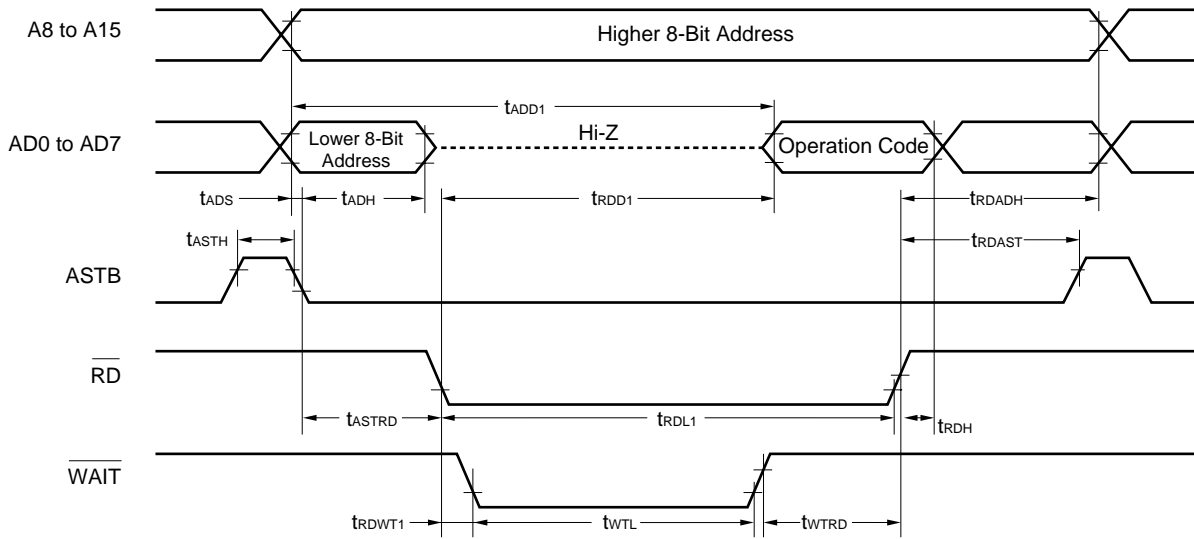 A8 to A15
Higher 8-Bit Address
tADD1
AD0 to AD7
Lower 8-Bit
Address
Hi-Z
Operation Code
tADS
tADH
tRDD1
tRDADH
tASTH
tRDAST
ASTB
RD
tASTRD
tRDL1
tRDH
WAIT
tRDWT1
tWTL
tWTRD